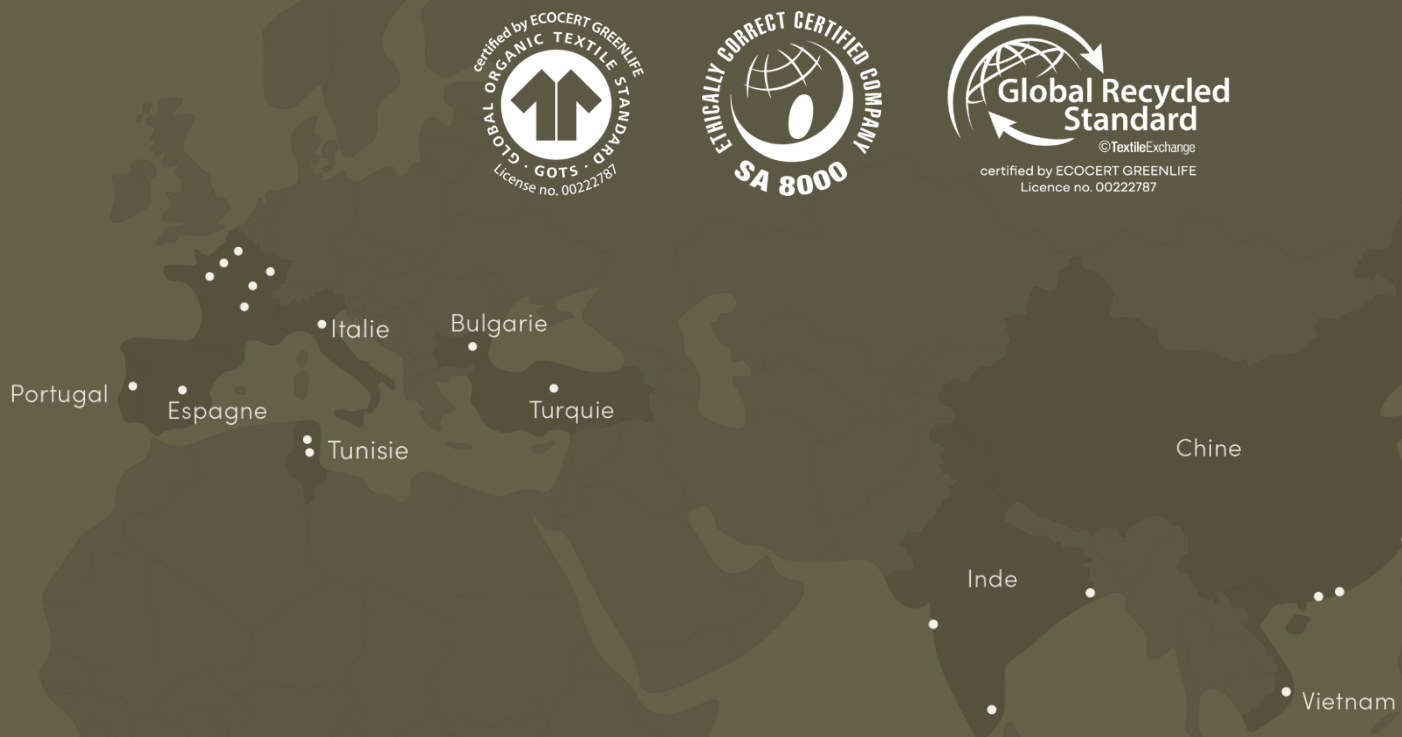 certified by ECOCERT GREENLIFE
GLOBAL ORGANIC TEXTILE STANDARD
· GOTS ·
License no. 00222787
ETHICALLY CORRECT CERTIFIED COMPANY
SA 8000
Global Recycled
Standard
©TextileExchange
certified by ECOCERT GREENLIFE
Licence no. 00222787
Italie
Bulgarie
Portugal
Espagne
Turquie
Tunisie
Chine
Inde
Vietnam